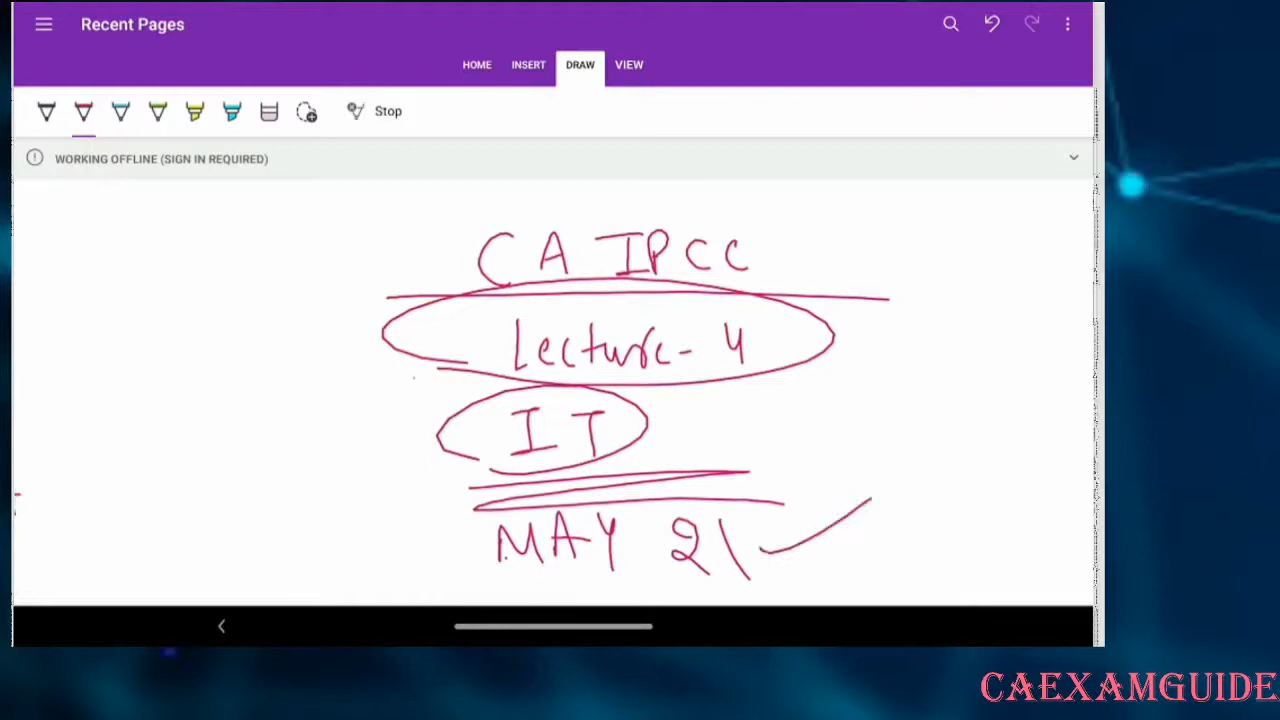 Recent Pages
HOME INSERT DRAW VIEW
Stop
WORKING OFFLINE (SIGN IN REQUIRED)
CA IPCC
Lecture - 4
IT
MAY 21
CAEXAMGUIDE